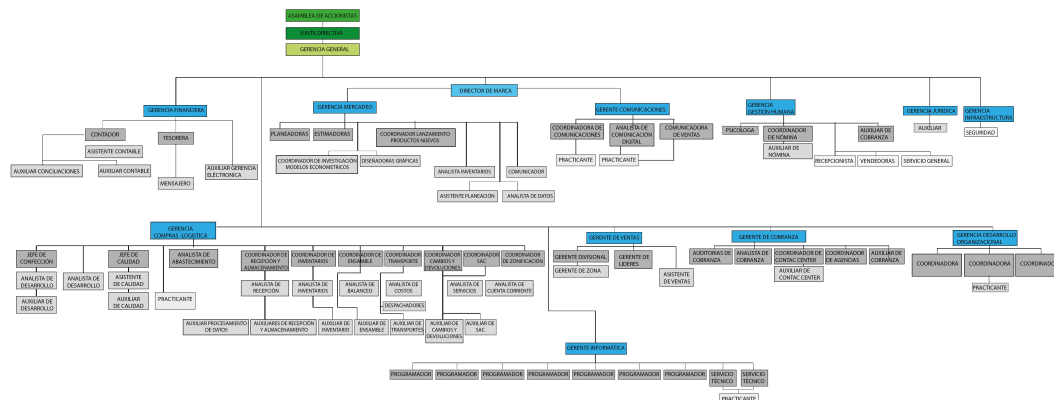 ASAMBLEA DE ACCIONISTAS
JUNTA DIRECTIVA
GERENCIA GENERAL
DIRECTOR DE MARCA
GERENCIA FINANCIERA
GERENCIA MERCADEO
GERENTE COMUNICACIONES
GERENCIA
GESTIÓN HUMANA
GERENCIA JURIDICA
GERENCIA
INFRAESTRUCTURA
CONTADOR
TESORERA
ASISTENTE CONTABLE
AUXILIAR CONCILIACIONES
AUXILIAR CONTABLE
MENSAJERO
AUXILIAR GERENCIA
ELÉCTRONICA
PLANEADORAS
ESTIMADORAS
COORDINADOR LANZAMIENTO
PRODUCTOS NUEVOS
COORDINADOR DE INVESTIGACIÓN
MODELOS ECONOMETRICOS
DISEÑADORAS GRÁFICAS
ANALISTA INVENTARIOS
COMUNICADOR
ASISTENTE PLANEACIÓN
ANALISTA DE DATOS
COORDINADORA DE
COMUNICACIONES
ANALISTA DE
COMUNICACIÓN
DIGITAL
COMUNICADORA
DE VENTAS
PRACTICANTE
PRACTICANTE
PSICÓLOGA
COORDINADOR
DE NÓMINA
AUXILIAR DE
NÓMINA
AUXILIAR DE
COBRANZA
RECEPCIONISTA
VENDEDORAS
SERVICIO GENERAL
AUXILIAR
SEGURIDAD
GERENCIA
COMPRAS -LOGISTICA
GERENTE DE VENTAS
GERENTE DE COBRANZA
GERENCIA DESARROLLO
ORGANIZACIONAL
JEFE DE
CONFECCIÓN
ANALISTA DE
DESARROLLO
AUXILIAR DE
DESARROLLO
ANALISTA DE
DESARROLLO
JEFE DE
CALIDAD
ASISTENTE
DE CALIDAD
AUXILIAR
DE CALIDAD
PRACTICANTE
ANALISTA DE
ABASTECIMIENTO
COORDINADOR DE
RECEPCIÓN Y
ALMACENAMIENTO
COORDINADOR DE
INVENTARIOS
COORDINADOR DE
ENSAMBLE
COORDINADOR
TRANSPORTE
COORDINADOR
CAMBIOS Y
DEVOLUCIONES
COORDINADOR
SAC
COORDINADOR
DE ZONIFICACIÓN
ANALISTA DE
RECEPCIÓN
ANALISTA DE
INVENTARIOS
ANALISTA DE
BALANCEO
ANALISTA DE
COSTOS
DESPACHADORES
ANALISTA DE
SERVICIOS
ANALISTA DE
CUENTA CORRIENTE
AUXILIAR PROCESAMIENTO
DE DATOS
AUXILIARES DE RECEPCIÓN
Y ALMACENAMIENTO
AUXILIAR DE
INVENTARIO
AUXILIAR DE
ENSAMBLE
AUXILIAR DE
TRANSPORTES
AUXILIAR DE
CAMBIOS Y
DEVOLUCIONES
AUXILIAR DE
SAC
GERENTE DIVISIONAL
GERENTE DE ZONA
GERENTE DE
LIDERES
ASISTENTE
DE VENTAS
AUDITORIAS DE
COBRANZA
ANALISTA DE
COBRANZA
COORDINADOR DE
CONTAC CENTER
AUXILIAR DE
CONTAC CENTER
COORDINADOR
DE AGENCIAS
AUXILIAR DE
COBRANZA
COORDINADORA
COORDINADORA
PRACTICANTE
GERENTE INFORMÁTICA
PROGRAMADOR
PROGRAMADOR
PROGRAMADOR
PROGRAMADOR
PROGRAMADOR
PROGRAMADOR
PROGRAMADOR
SERVICIO
TÉCNICO
SERVICIO
TÉCNICO
PRACTICANTE